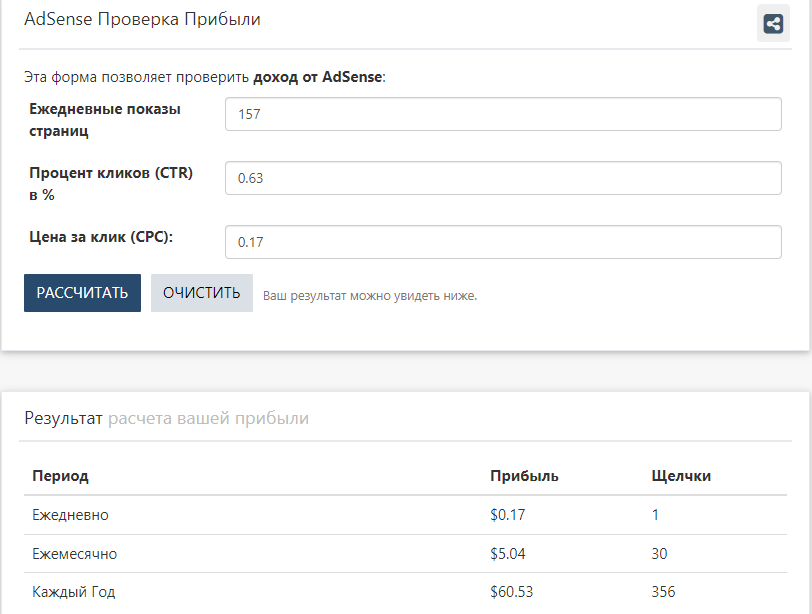 AdSense Проверка Прибыли
Эта форма позволяет проверить доход от AdSense:
Ежедневные показы
страниц
157
Процент кликов (CTR)
в %
0.63
Цена за клик (CPC):
0.17
РАССЧИТАТЬ ОЧИСТИТЬ Ваш результат можно увидеть ниже.
Результат расчета вашей прибыли
Период Прибыль Щелчки
Ежедневно $0.17 1
Ежемесячно $5.04 30
Каждый Год $60.53 356